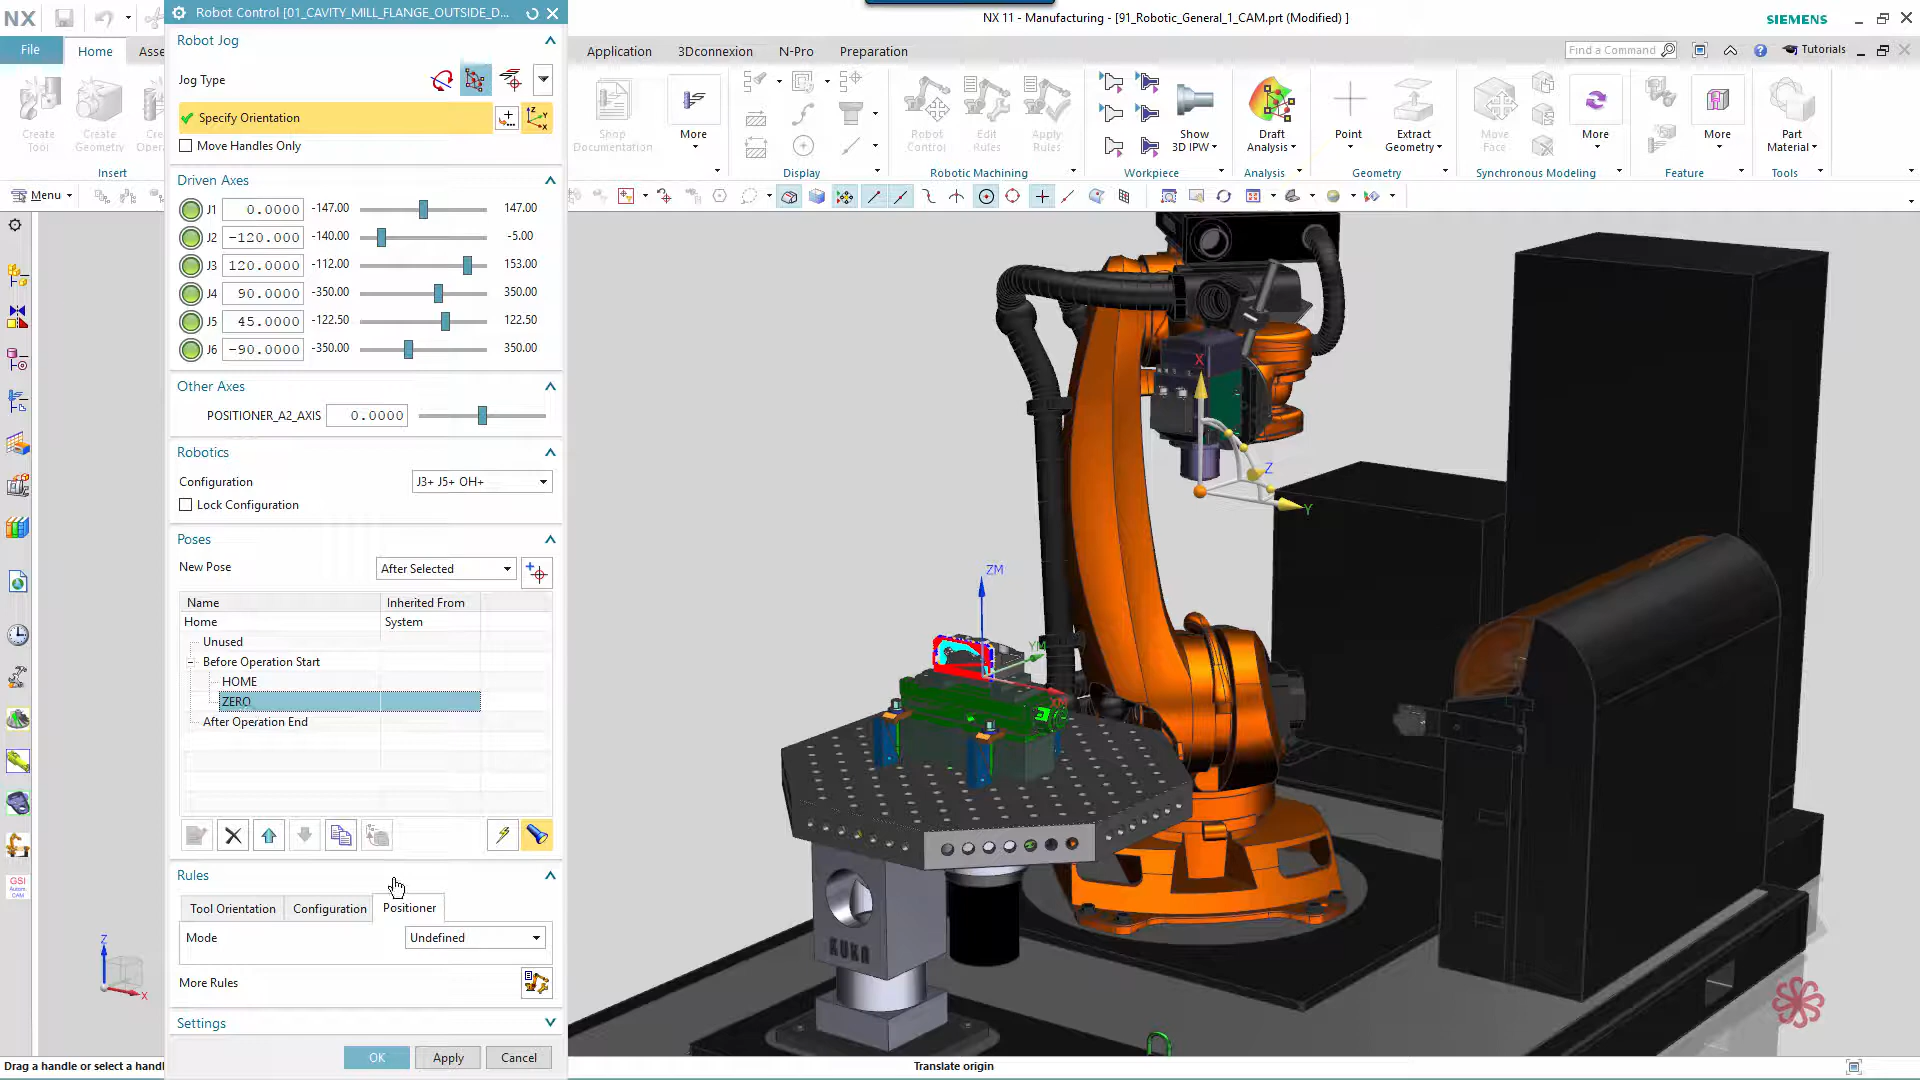 NX
Robot Control [01_CAVITY_MILL_FLANGE_OUTSIDE_D...
NX 11 - Manufacturing - [91_Robotic_General_1_CAM.prt (Modified) ]
SIEMENS
File
Home
Asse
Application
3Dconnexion
N-Pro
Preparation
Find a Command
Tutorials
Robot Jog
Jog Type
Specify Orientation
Move Handles Only
Create Tool
Create Geometry
Insert
Menu
Shop Documentation
More
Display
Robot Control
Edit Rules
Apply Rules
Robotic Machining
Show 3D IPW
Workpiece
Draft Analysis
Analysis
Point
Extract Geometry
Geometry
Move Face
More
Synchronous Modeling
More
Feature
Part Material
Tools
Driven Axes
J1 0.0000 -147.00 147.00
J2 -120.000 -140.00 -5.00
J3 120.0000 -112.00 153.00
J4 90.0000 -350.00 350.00
J5 45.0000 -122.50 122.50
J6 -90.0000 -350.00 350.00
Other Axes
POSITIONER_A2_AXIS 0.0000
Robotics
Configuration J3+ J5+ OH+
Lock Configuration
Poses
New Pose After Selected
Name Inherited From
Home System
Unused
Before Operation Start
HOME
ZERO
After Operation End
Rules
Tool Orientation Configuration Positioner
Mode Undefined
More Rules
Settings
OK Apply Cancel
X
Z
Y
ZM
YM
XM
KUKA
GSI
Z
X
Drag a handle or select a handl
Translate origin